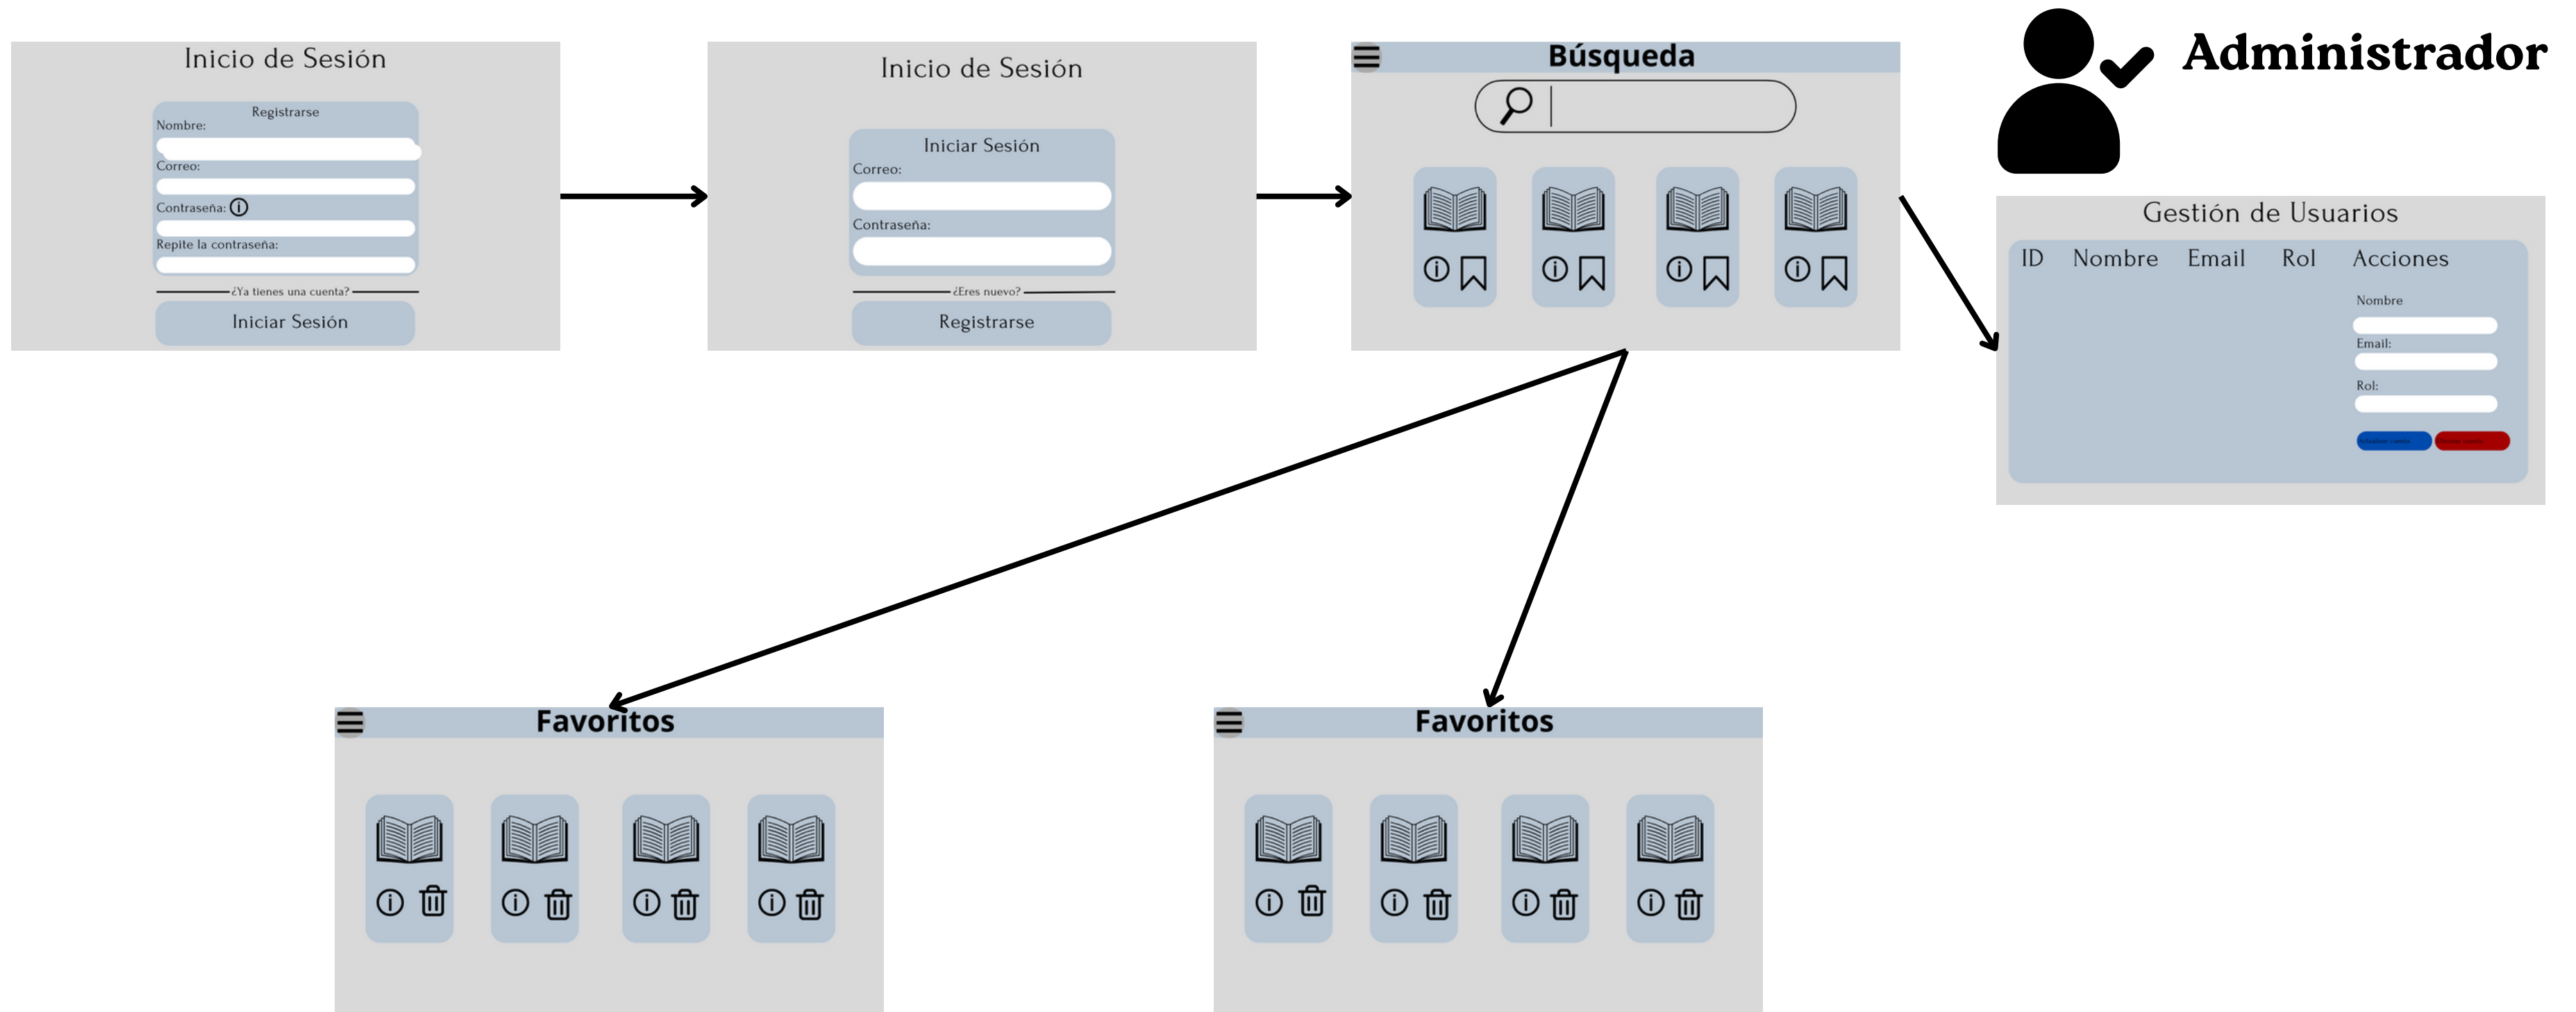 Inicio de Sesión
Registrarse
Nombre:
Correo:
Contraseña:
Repite la contraseña:
¿Ya tienes una cuenta?
Iniciar Sesión
Inicio de Sesión
Iniciar Sesión
Correo:
Contraseña:
¿Eres nuevo?
Registrarse
Búsqueda
Administrador
Gestión de Usuarios
ID Nombre Email Rol Acciones
Nombre
Email:
Rol:
Favoritos
Favoritos